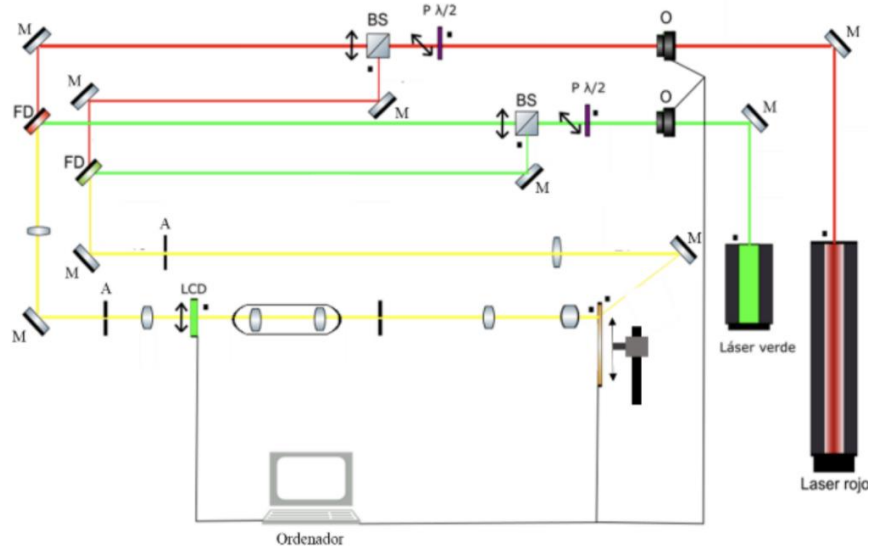 M
BS
P λ/2
O
M
M
M
FD
BS
P λ/2
O
M
FD
M
A
M
M
LCD
A
M
Láser verde
Laser rojo
Ordenador